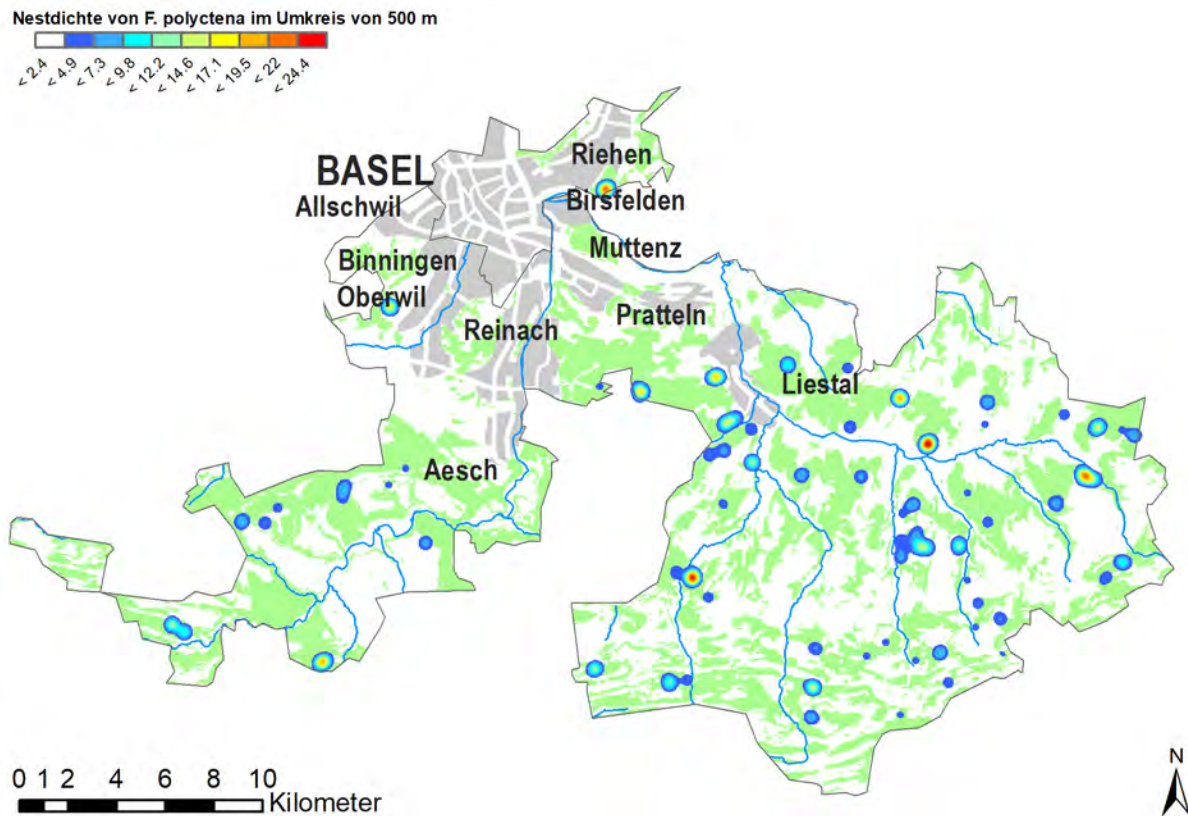 Nestdichte von F. polyctena im Umkreis von 500 m
< 2.4 < 4.9 < 7.3 < 9.8 < 12.2 < 14.6 < 17.1 < 19.5 < 22 < 24.4
Riehen
BASEL
Birsfelden
Allschwil
Muttenz
Binningen
Oberwil
Pratteln
Reinach
Liestal
Aesch
N
0 1 2 4 6 8 10
Kilometer